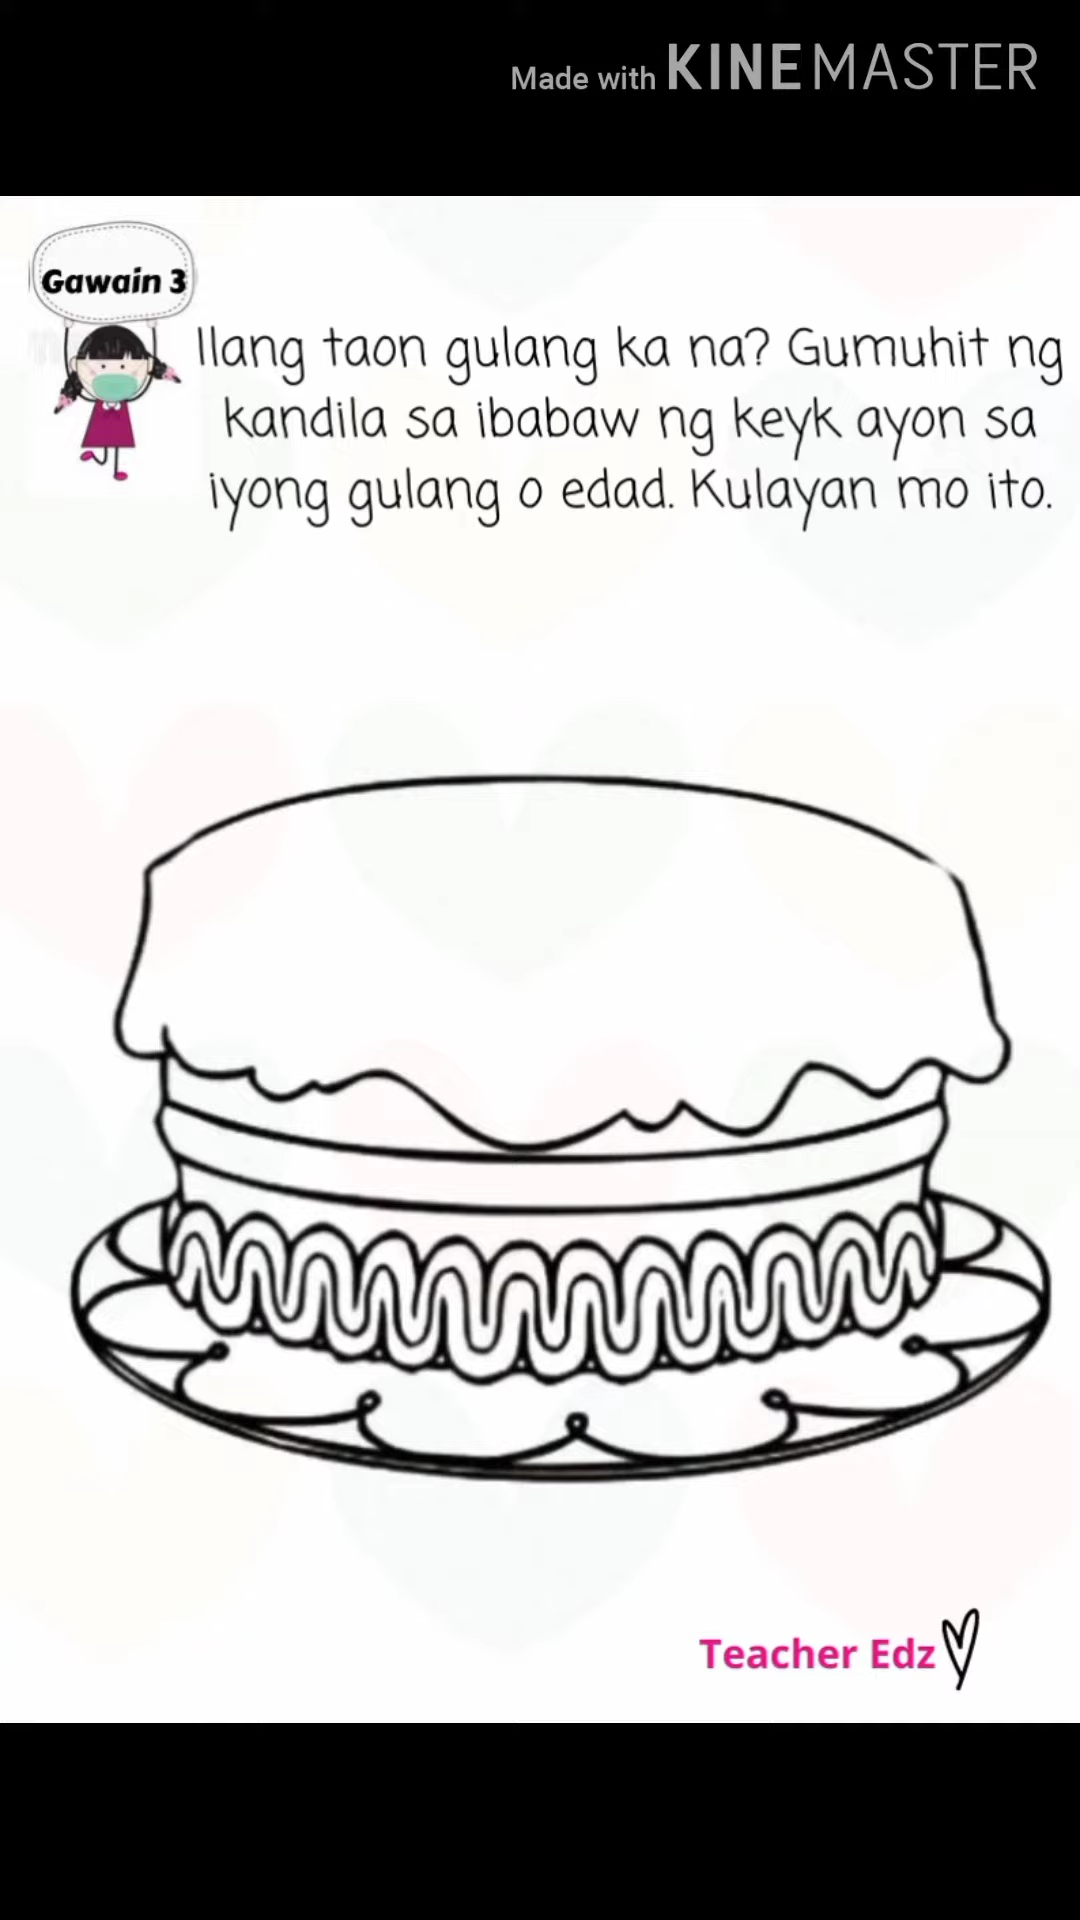 Made with KINEMASTER
Gawain 3
Ilang taon gulang ka na? Gumuhit ng
kandila sa ibabaw ng keyk ayon sa
iyong gulang o edad. Kulayan mo ito.
Teacher Edz